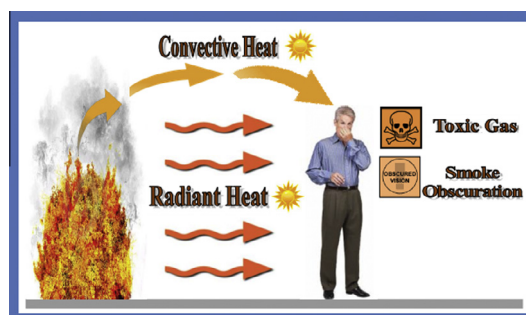 Convective Heat
Toxic Gas
OBSCURED
VISION
Smoke
Obscuration
Radiant Heat